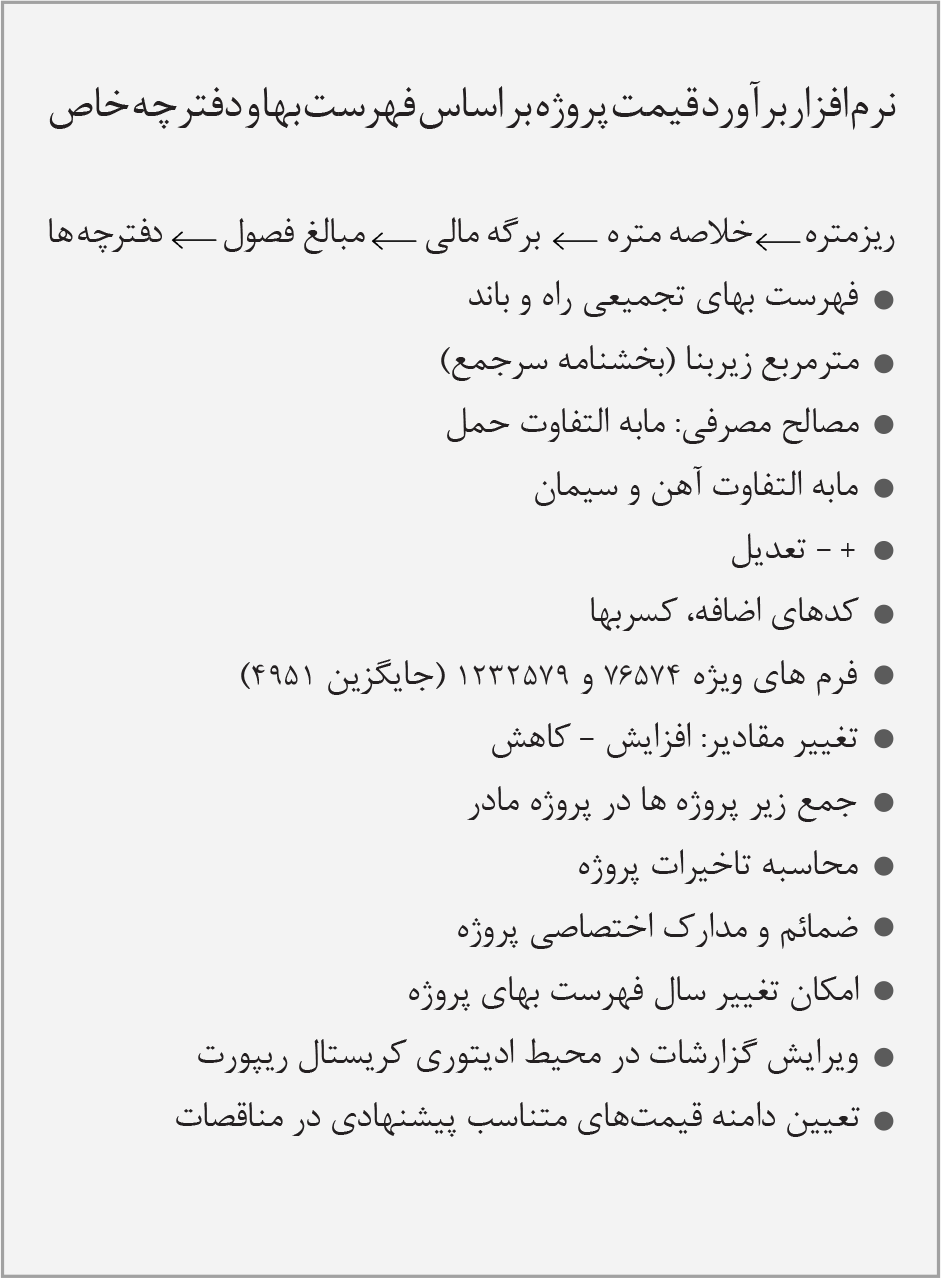 نرم‌افزار برآورد قیمت پروژه بر اساس فهرست بها و دفترچه خاص
ریزمتره ← خلاصه متره ← برگه مالی ← مبالغ فصول ← دفترچه ها
● فهرست بهای تجمیعی راه و باند
● مترمربع زیربنا (بخشنامه سرجمع)
● مصالح مصرفی: مابه التفاوت حمل
● مابه التفاوت آهن و سیمان
● + – تعدیل
● کدهای اضافه، کسربها
● فرم های ویژه ۷۶۵۷۴ و ۱۲۳۲۵۷۹ (جایگزین ۴۹۵۱)
● تغییر مقادیر: افزایش – کاهش
● جمع زیر پروژه ها در پروژه مادر
● محاسبه تاخیرات پروژه
● ضمائم و مدارک اختصاصی پروژه
● امکان تغییر سال فهرست بهای پروژه
● ویرایش گزارشات در محیط ادیتوری کریستال ریپورت
● تعیین دامنه قیمت‌های متناسب پیشنهادی در مناقصات